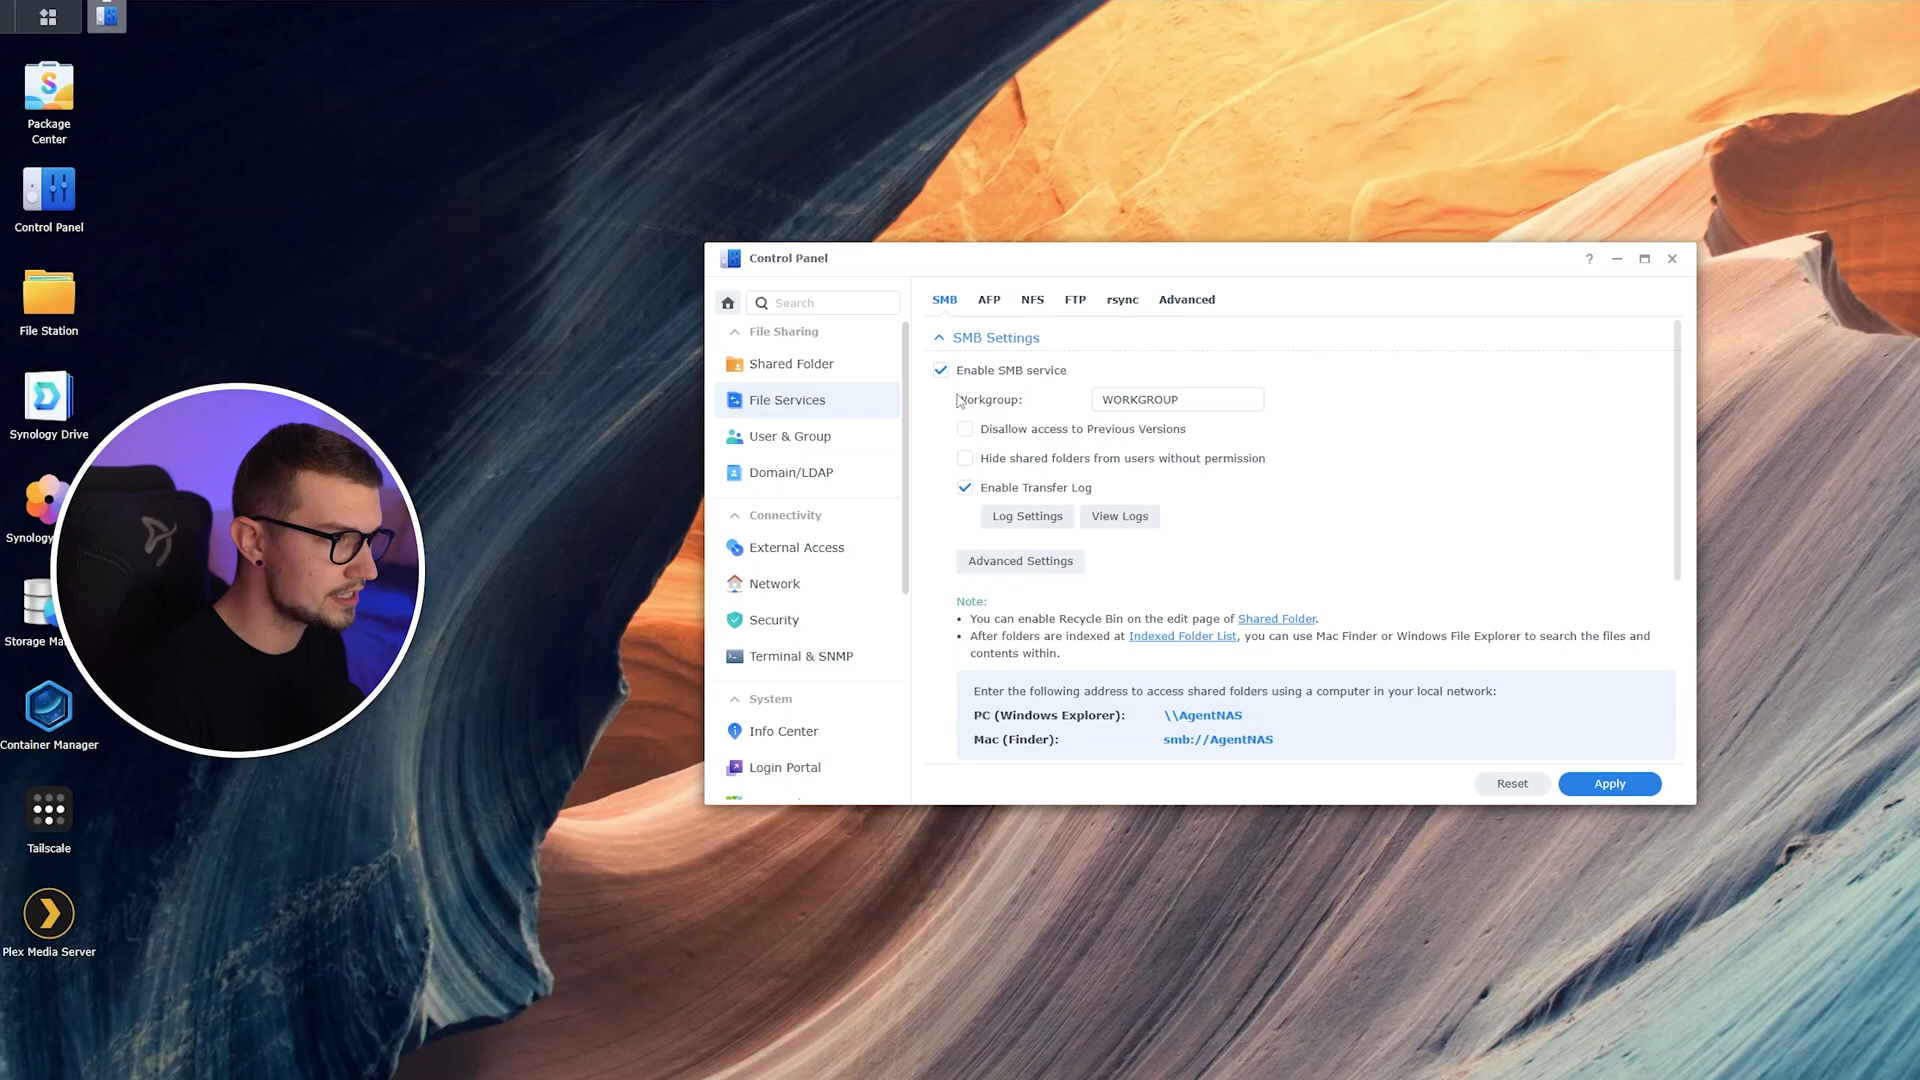 Package
Center
Control Panel
File Station
Synology Drive
Synology
Storage Ma
Container Manager
Tailscale
Plex Media Server
Control Panel
?
Search
File Sharing
Shared Folder
File Services
User & Group
Domain/LDAP
Connectivity
External Access
Network
Security
Terminal & SNMP
System
Info Center
Login Portal
SMB AFP NFS FTP rsync Advanced
SMB Settings
Enable SMB service
Workgroup: WORKGROUP
Disallow access to Previous Versions
Hide shared folders from users without permission
Enable Transfer Log
Log Settings View Logs
Advanced Settings
Note:
• You can enable Recycle Bin on the edit page of Shared Folder.
• After folders are indexed at Indexed Folder List, you can use Mac Finder or Windows File Explorer to search the files and
contents within.
Enter the following address to access shared folders using a computer in your local network:
PC (Windows Explorer): \\AgentNAS
Mac (Finder): smb://AgentNAS
Reset Apply